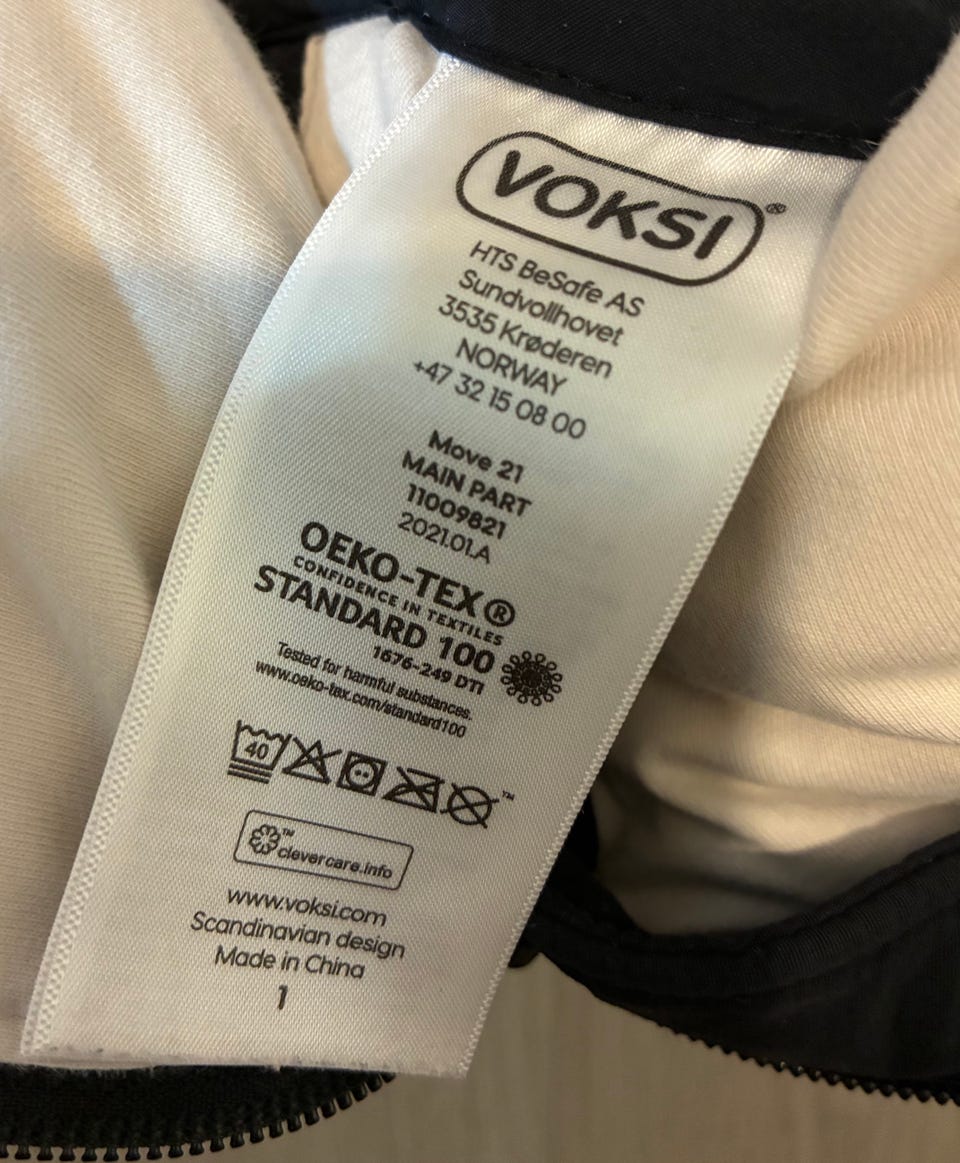 VOKSI®
HTS BeSafe AS
Sundvollhovet
3535 Krøderen
NORWAY
+47 32 15 08 00
Move 21
MAIN PART
11009821
2021.01.A
OEKO-TEX®
CONFIDENCE IN TEXTILES
STANDARD 100
1676-249 DTI
Tested for harmful substances.
www.oeko-tex.com/standard100
40 ™
™ clevercare.info
www.voksi.com
Scandinavian design
Made in China
1